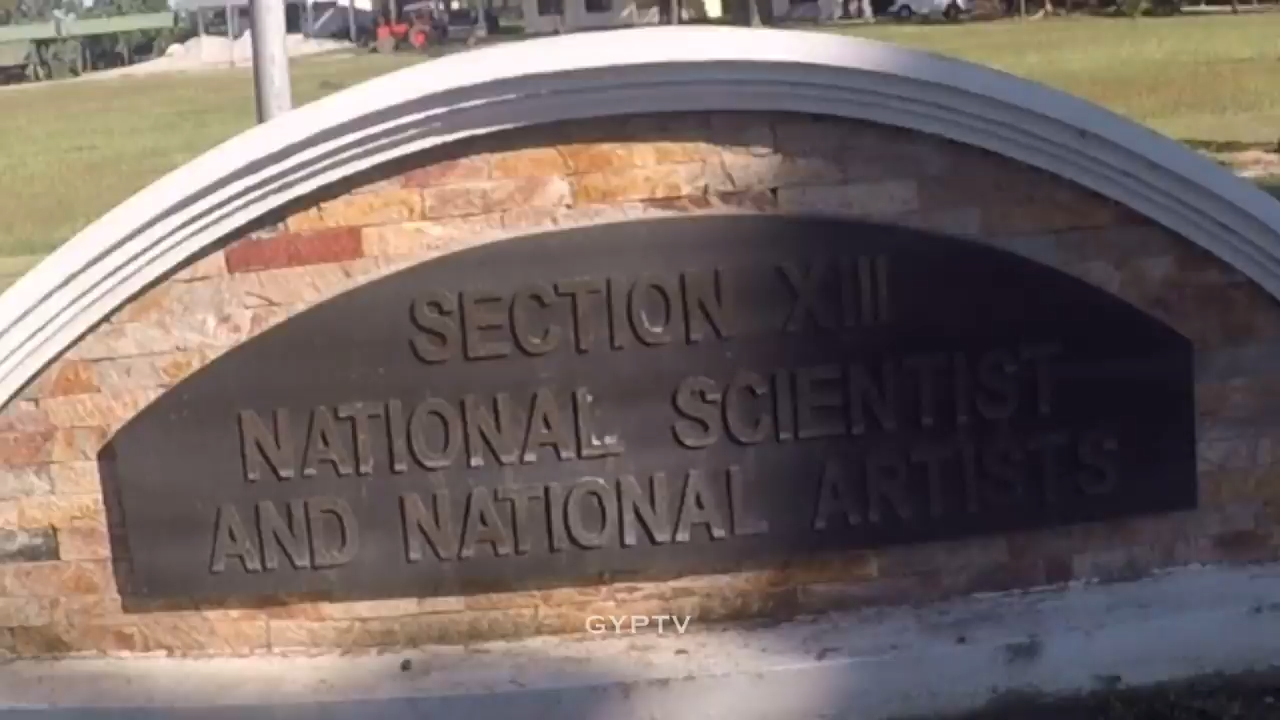 SECTION XIII
NATIONAL SCIENTIST
AND NATIONAL ARTISTS
GYPTV